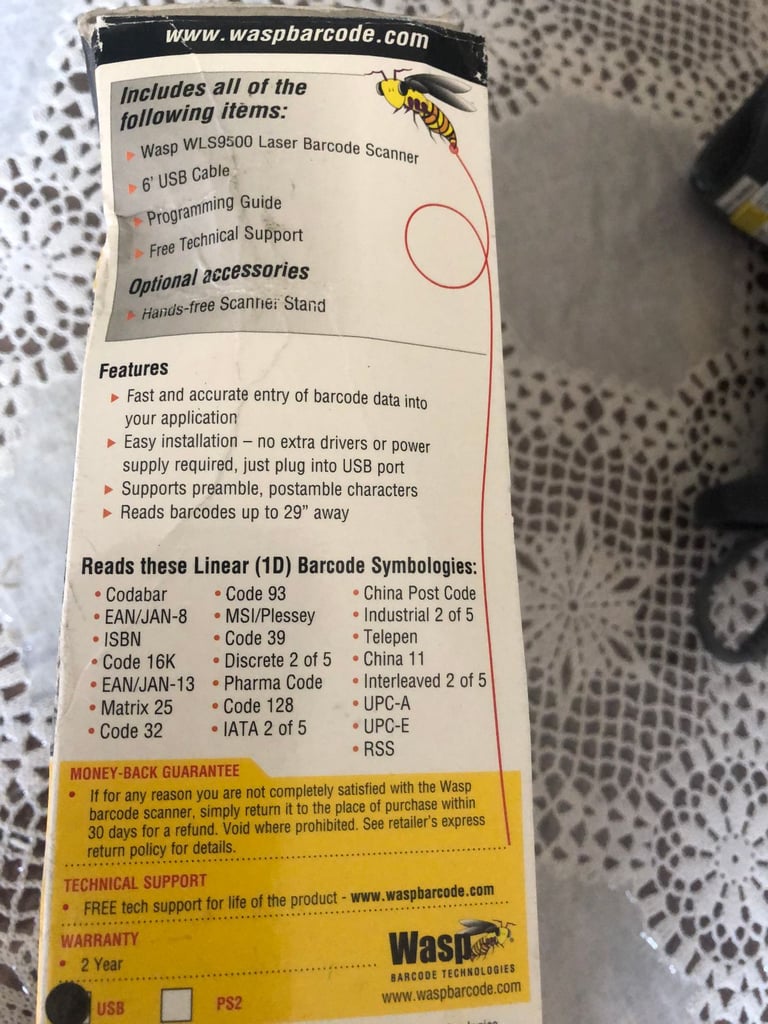 www.waspbarcode.com
Includes all of the
following items:
Wasp WLS9500 Laser Barcode Scanner
6' USB Cable
Programming Guide
Free Technical Support
Optional accessories
Hands-free Scanner Stand
Features
Fast and accurate entry of barcode data into
your application
Easy installation – no extra drivers or power
supply required, just plug into USB port
Supports preamble, postamble characters
Reads barcodes up to 29" away
Reads these Linear (1D) Barcode Symbologies:
• Codabar
• EAN/JAN-8
• ISBN
• Code 16K
• EAN/JAN-13
• Matrix 25
• Code 32
• Code 93
• MSI/Plessey
• Code 39
• Discrete 2 of 5
• Pharma Code
• Code 128
• IATA 2 of 5
• China Post Code
• Industrial 2 of 5
• Telepen
• China 11
• Interleaved 2 of 5
• UPC-A
• UPC-E
• RSS
MONEY-BACK GUARANTEE
• If for any reason you are not completely satisfied with the Wasp
barcode scanner, simply return it to the place of purchase within
30 days for a refund. Void where prohibited. See retailer's express
return policy for details.
TECHNICAL SUPPORT
• FREE tech support for life of the product - www.waspbarcode.com
WARRANTY
• 2 Year
Wasp
BARCODE TECHNOLOGIES
www.waspbarcode.com
USB
PS2